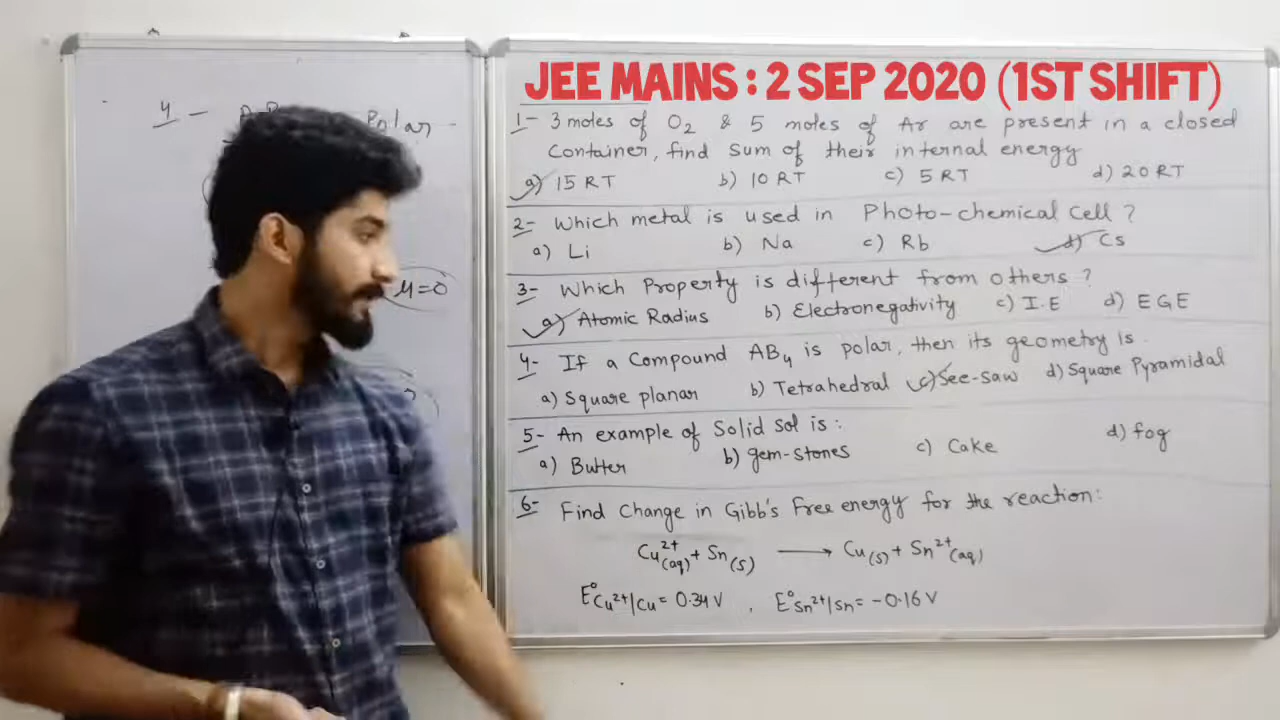 JEE MAINS : 2 SEP 2020 (1ST SHIFT)
4 - Polar -
μ=0
1- 3 moles of O2 & 5 moles of Ar are present in a closed
Container, find sum of their internal energy
a) 15 RT b) 10 RT c) 5 RT d) 20 RT
2- Which metal is used in Photo-chemical Cell ?
a) Li b) Na c) Rb d) Cs
3- Which Property is different from others ?
a) Atomic Radius b) Electronegativity c) I.E d) EGE
4- If a Compound AB4 is polar, then its geometry is
a) Square planar b) Tetrahedral c) See-saw d) Square Pyramidal
5- An example of Solid Sol is :
a) Butter b) gem-stones c) Cake d) fog
6- Find Change in Gibb's Free energy for the reaction:
Cu2+(aq) + Sn(s) → Cu(s) + Sn2+(aq)
E°Cu2+/Cu = 0.34 V , E°Sn2+/Sn = -0.16 V